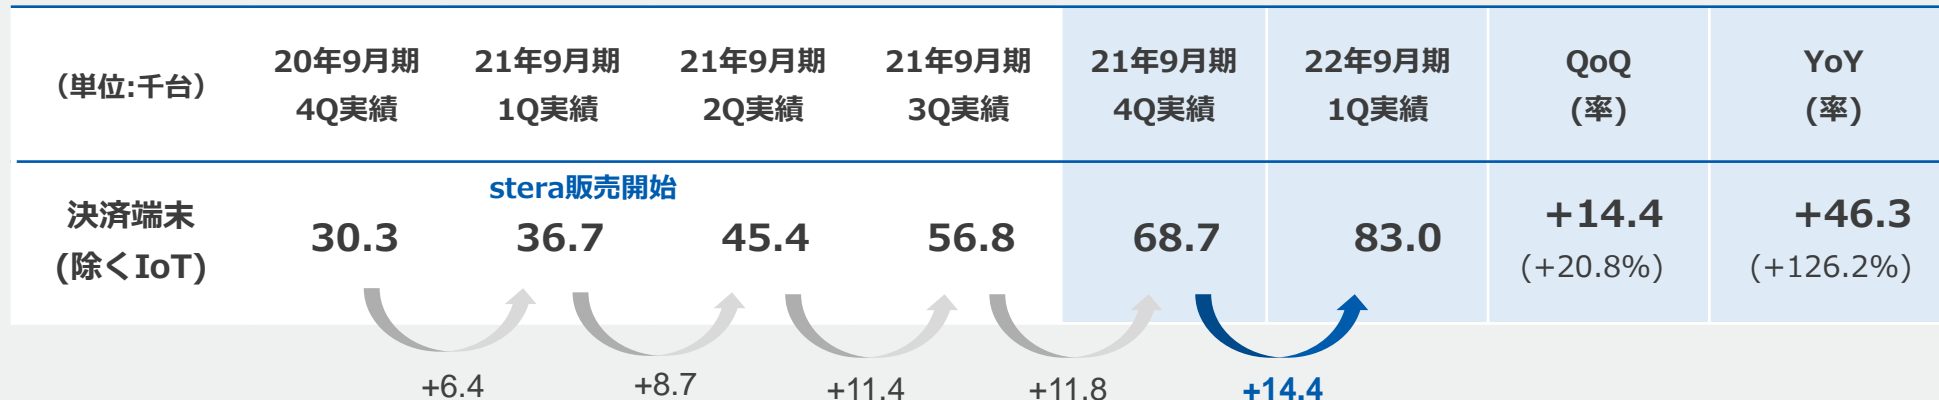 (単位:千台)
20年9月期
4Q実績
21年9月期
1Q実績
21年9月期
2Q実績
21年9月期
3Q実績
21年9月期
4Q実績
22年9月期
1Q実績
QoQ
(率)
YoY
(率)
決済端末
(除くIoT)
30.3
stera販売開始
36.7
45.4
56.8
68.7
83.0
+14.4
(+20.8%)
+46.3
(+126.2%)
+6.4
+8.7
+11.4
+11.8
+14.4